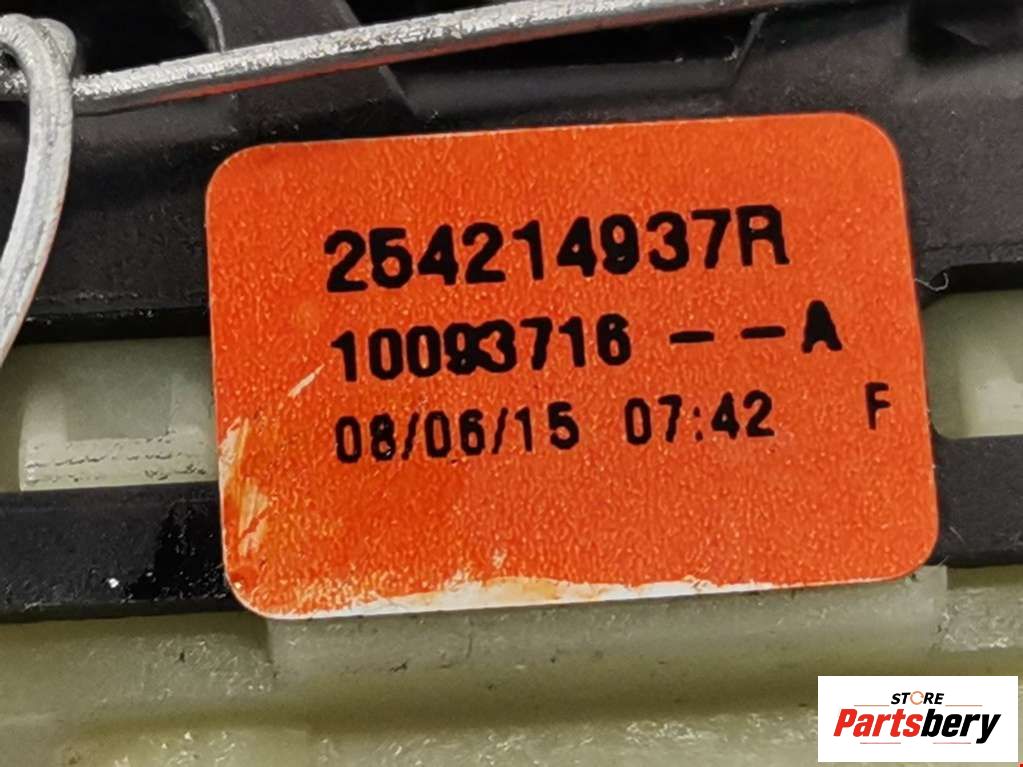 254214937R
10093716 -- A
08/06/15 07:42 F
STORE
Partsbery